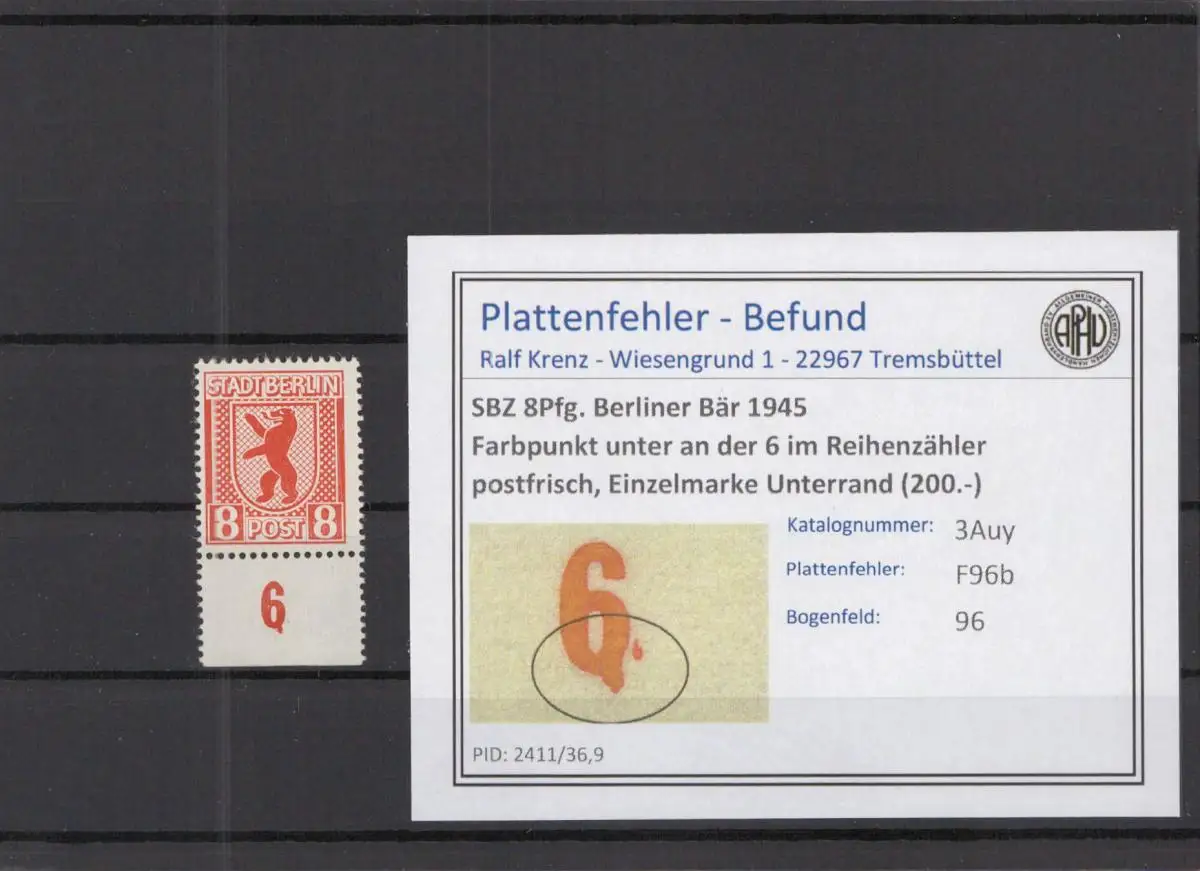 STADT BERLIN
8 POST 8
6
Plattenfehler - Befund
Ralf Krenz - Wiesengrund 1 - 22967 Tremsbüttel
APHV
SBZ 8Pfg. Berliner Bär 1945
Farbpunkt unter an der 6 im Reihenzähler
postfrisch, Einzelmarke Unterrand (200.-)
6
Katalognummer: 3Auy
Plattenfehler: F96b
Bogenfeld: 96
PID: 2411/36,9